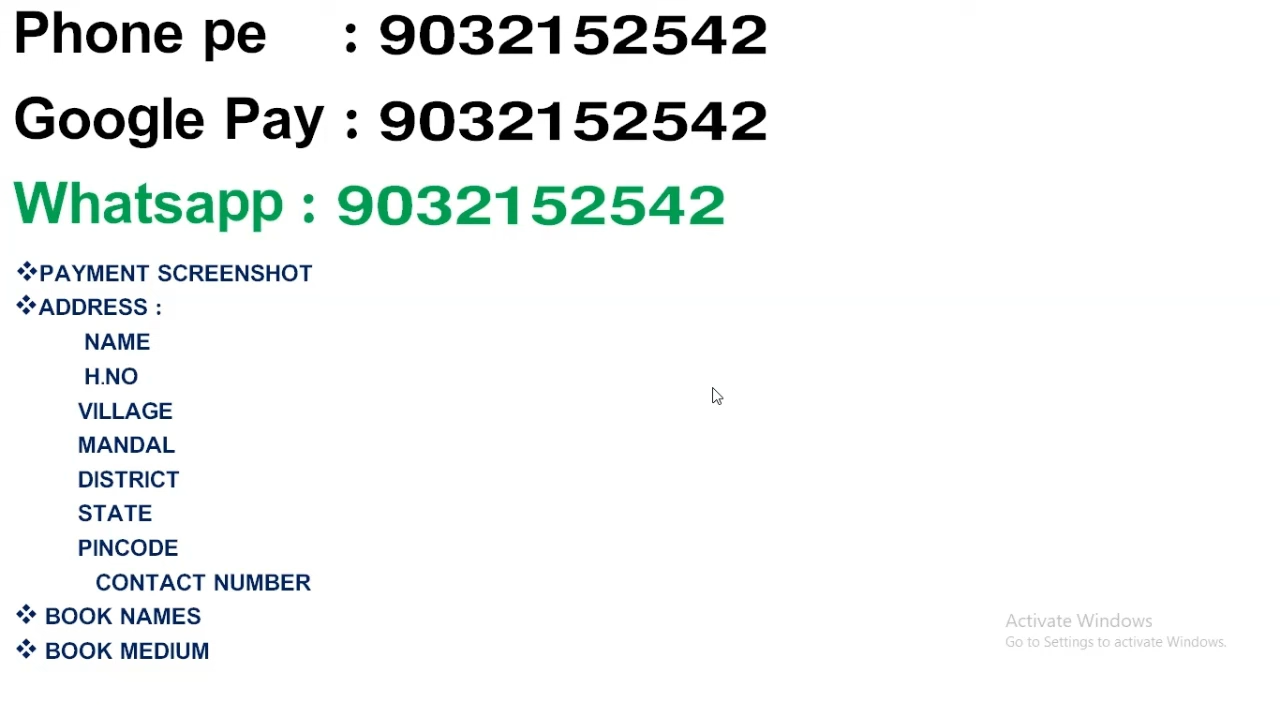 Phone pe : 9032152542
Google Pay : 9032152542
Whatsapp : 9032152542
❖PAYMENT SCREENSHOT
❖ADDRESS :
NAME
H.NO
VILLAGE
MANDAL
DISTRICT
STATE
PINCODE
CONTACT NUMBER
❖ BOOK NAMES
❖ BOOK MEDIUM
Activate Windows
Go to Settings to activate Windows.